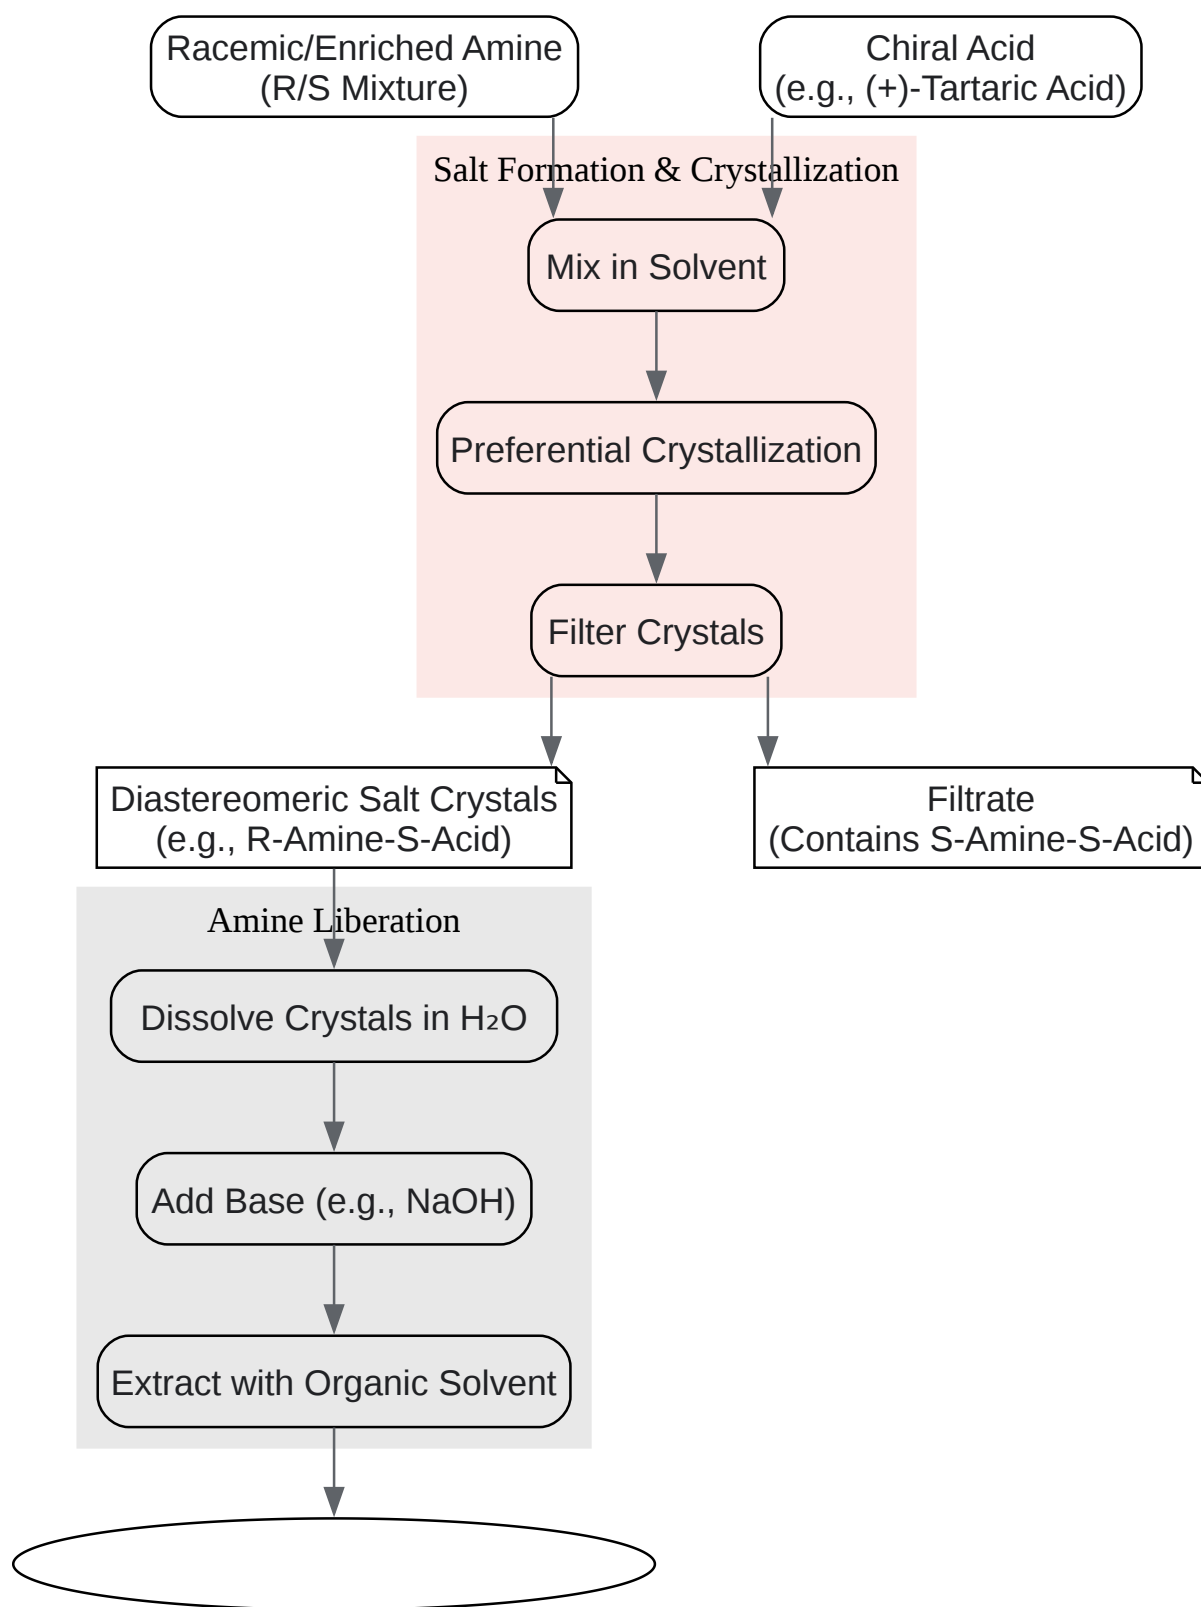 Racemic/Enriched Amine
(R/S Mixture)
Chiral Acid
(e.g., (+)-Tartaric Acid)
Salt Formation & Crystallization
Mix in Solvent
Preferential Crystallization
Filter Crystals
Diastereomeric Salt Crystals
(e.g., R-Amine-S-Acid)
Filtrate
(Contains S-Amine-S-Acid)
Amine Liberation
Dissolve Crystals in H₂O
Add Base (e.g., NaOH)
Extract with Organic Solvent